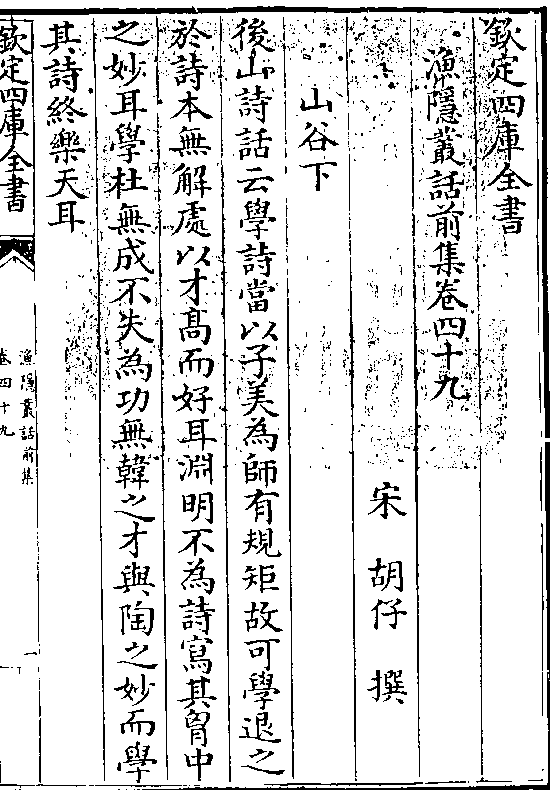 欽定四庫全書
漁隱叢話前集卷四十九
宋 胡仔 撰
山谷下
後山詩話云學詩當以子美為師有規矩故可學退之
於詩本無解處以才髙而好耳淵明不為詩寫其胷中
之妙耳學杜無成不失為功無韓之才與陶之妙而學
其詩終樂天耳
欽定四庫全書
漁隱叢話前集
卷四十九
一